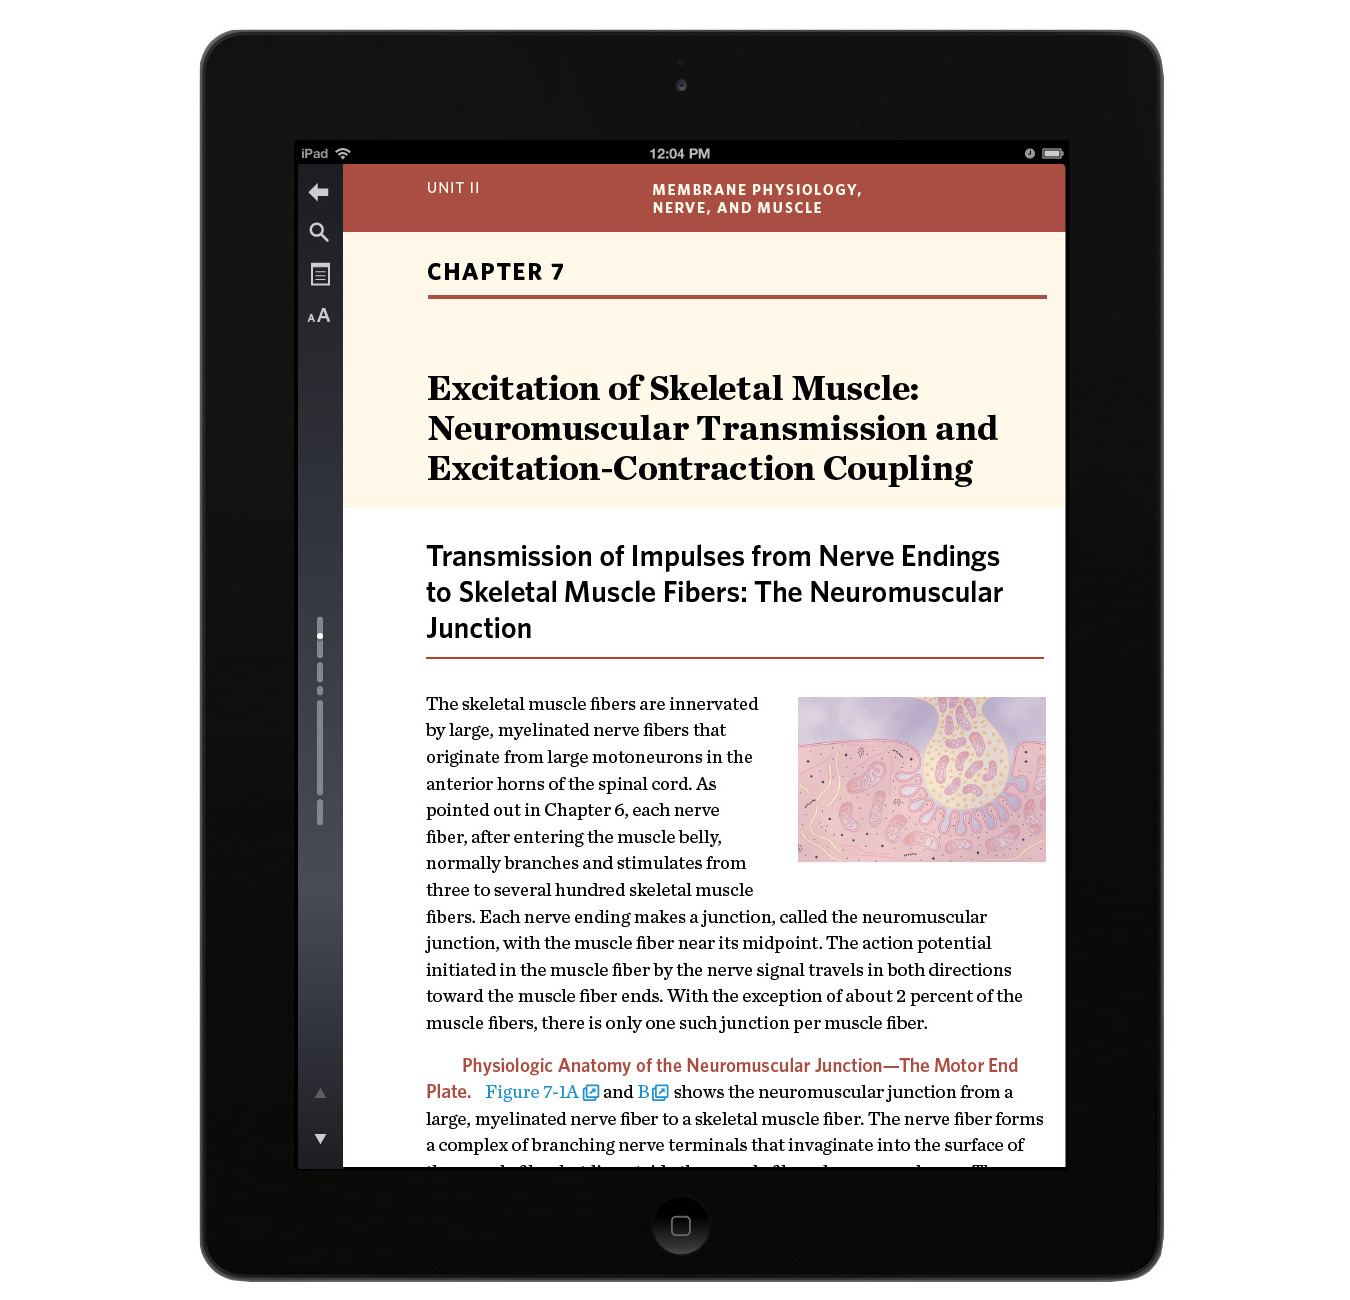 iPad
12:04 PM
UNIT II
MEMBRANE PHYSIOLOGY,
NERVE, AND MUSCLE
AA
CHAPTER 7
Excitation of Skeletal Muscle:
Neuromuscular Transmission and
Excitation-Contraction Coupling
Transmission of Impulses from Nerve Endings
to Skeletal Muscle Fibers: The Neuromuscular
Junction
The skeletal muscle fibers are innervated
by large, myelinated nerve fibers that
originate from large motoneurons in the
anterior horns of the spinal cord. As
pointed out in Chapter 6, each nerve
fiber, after entering the muscle belly,
normally branches and stimulates from
three to several hundred skeletal muscle
fibers. Each nerve ending makes a junction, called the neuromuscular
junction, with the muscle fiber near its midpoint. The action potential
initiated in the muscle fiber by the nerve signal travels in both directions
toward the muscle fiber ends. With the exception of about 2 percent of the
muscle fibers, there is only one such junction per muscle fiber.
Physiologic Anatomy of the Neuromuscular Junction—The Motor End
Plate. Figure 7-1A and B shows the neuromuscular junction from a
large, myelinated nerve fiber to a skeletal muscle fiber. The nerve fiber forms
a complex of branching nerve terminals that invaginate into the surface of